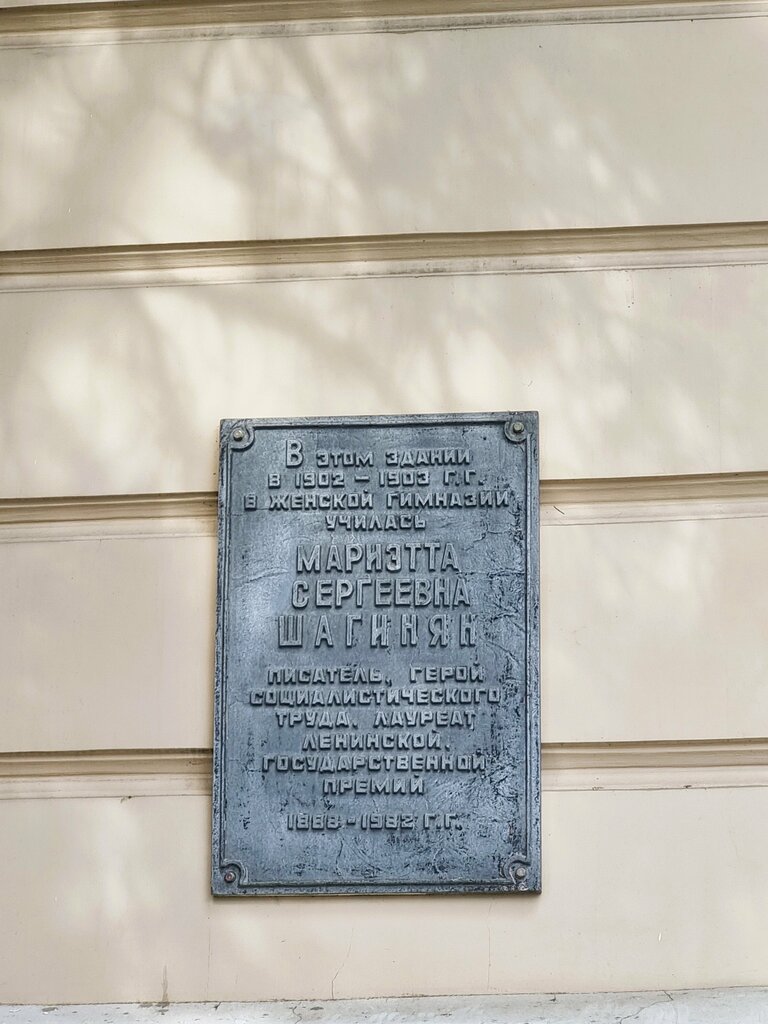 В ЭТОМ ЗДАНИИ
В 1902 – 1903 Г.Г.
В ЖЕНСКОЙ ГИМНАЗИИ
УЧИЛАСЬ
МАРИЭТТА
СЕРГЕЕВНА
ШАГИНЯН
ПИСАТЕЛЬ, ГЕРОЙ
СОЦИАЛИСТИЧЕСКОГО
ТРУДА, ЛАУРЕАТ
ЛЕНИНСКОЙ,
ГОСУДАРСТВЕННОЙ
ПРЕМИЙ
1888-1982 Г.Г.